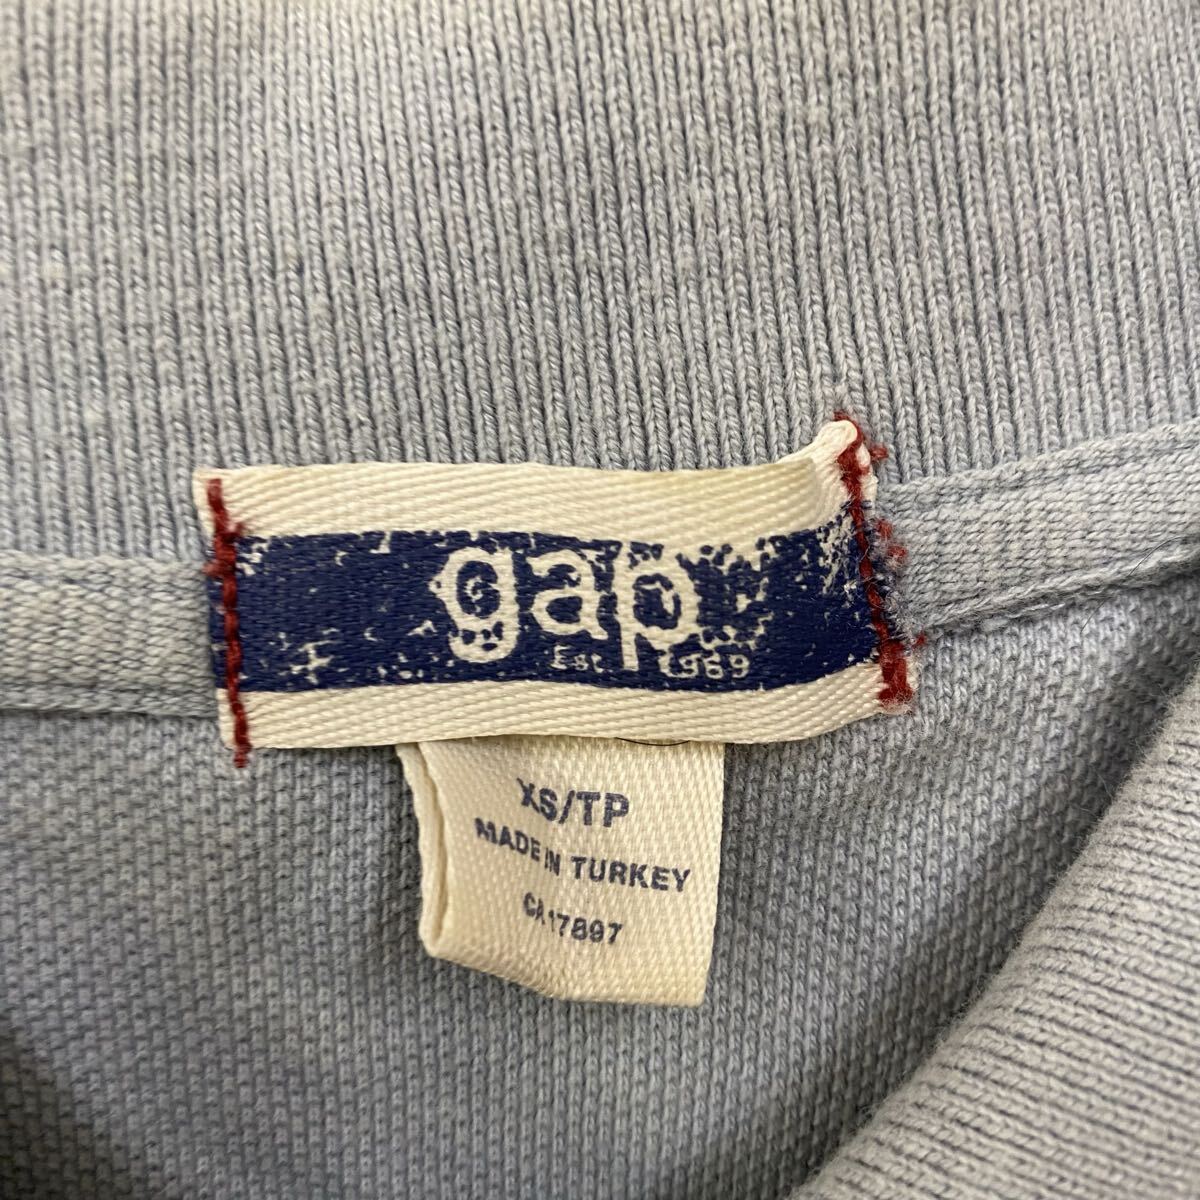 gap
Est. 1969
XS/TP
MADE IN TURKEY
CA17897